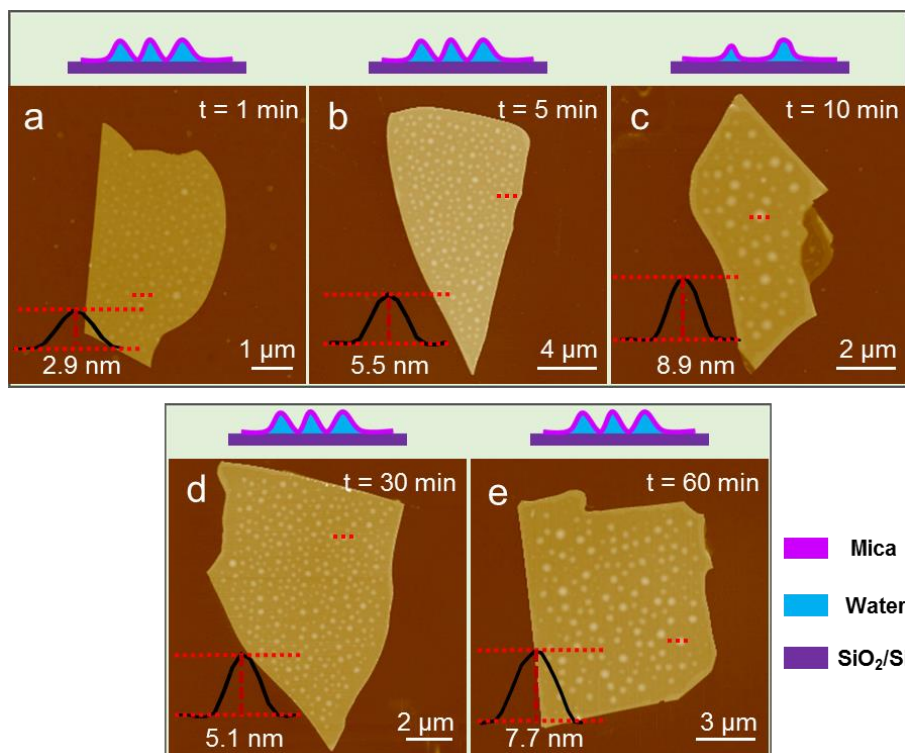 a
t = 1 min
2.9 nm
1 μm
b
t = 5 min
5.5 nm
4 μm
c
t = 10 min
8.9 nm
2 μm
d
t = 30 min
5.1 nm
2 μm
e
t = 60 min
7.7 nm
3 μm
Mica
Water
SiO₂/Si